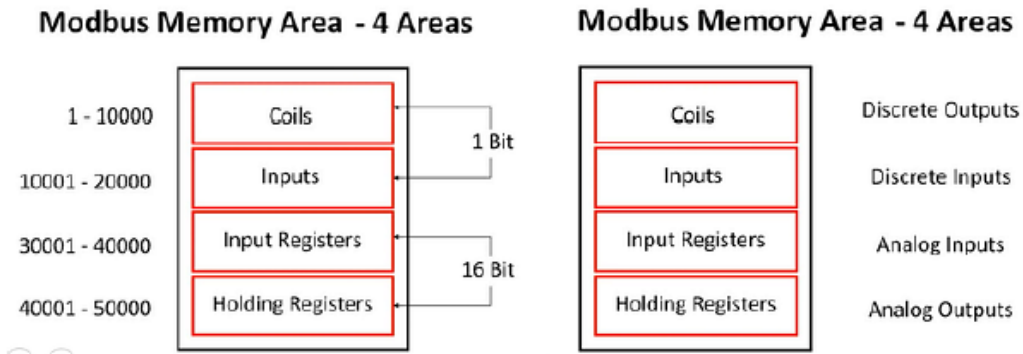 Modbus Memory Area - 4 Areas
1 - 10000
Coils
1 Bit
10001 - 20000
Inputs
30001 - 40000
Input Registers
16 Bit
40001 - 50000
Holding Registers
Modbus Memory Area - 4 Areas
Coils
Discrete Outputs
Inputs
Discrete Inputs
Input Registers
Analog Inputs
Holding Registers
Analog Outputs